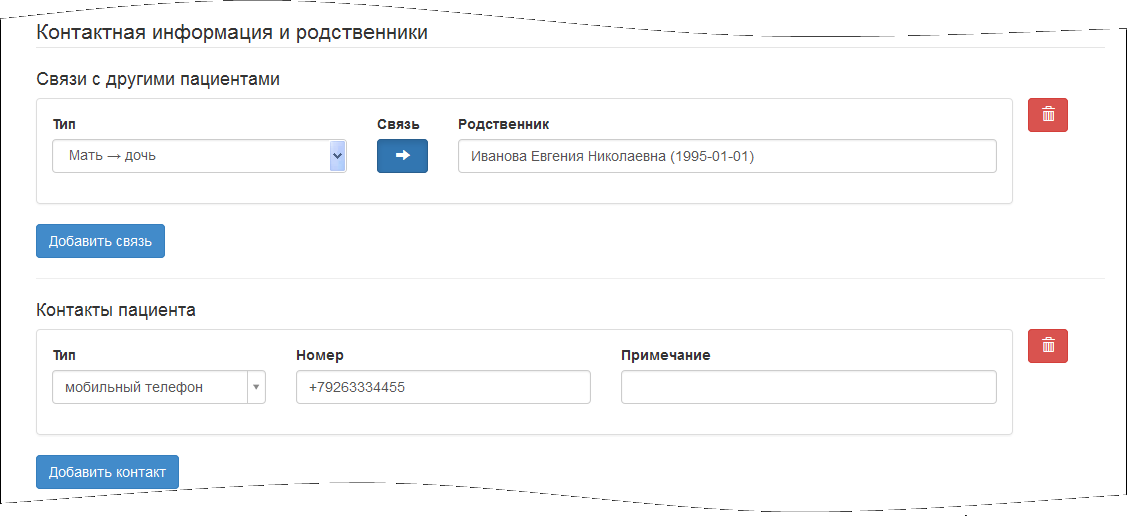 Контактная информация и родственники
Связи с другими пациентами
Тип Связь Родственник
Мать → дочь Иванова Евгения Николаевна (1995-01-01)
Добавить связь
Контакты пациента
Тип Номер Примечание
мобильный телефон +79263334455
Добавить контакт